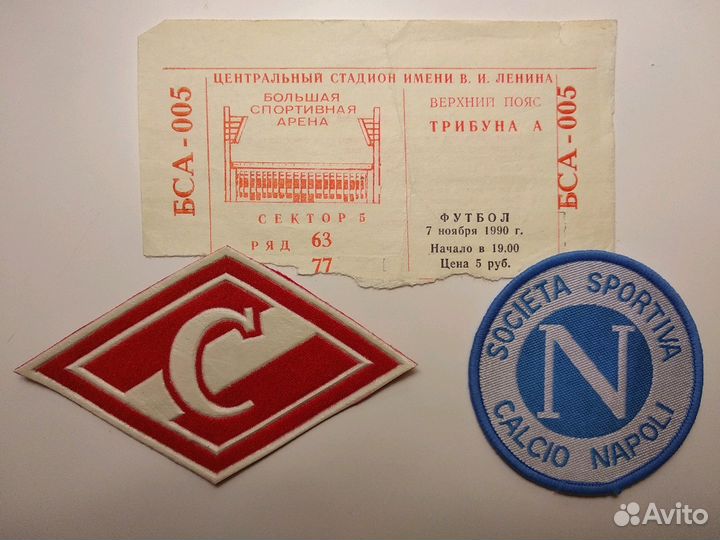 БСА - 005
ЦЕНТРАЛЬНЫЙ СТАДИОН ИМЕНИ В. И. ЛЕНИНА
БОЛЬШАЯ
СПОРТИВНАЯ
АРЕНА
СЕКТОР 5
РЯД 63
77
ВЕРХНИЙ ПОЯС
ТРИБУНА А
ФУТБОЛ
7 ноября 1990 г.
Начало в 19.00
Цена 5 руб.
БСА - 005
С
SOCIETA SPORTIVA
N
CALCIO NAPOLI
Avito